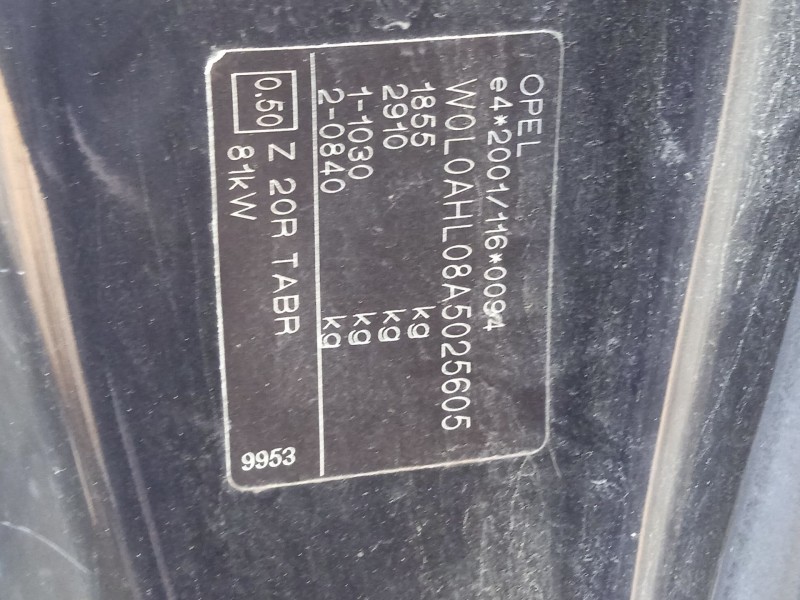 OPEL
e4*2001/116*0094
W0L0AHL08A5025605
1855 kg
2910 kg
1-1030 kg
2-0840 kg
0.50 Z 20R TABR
81kW
9953